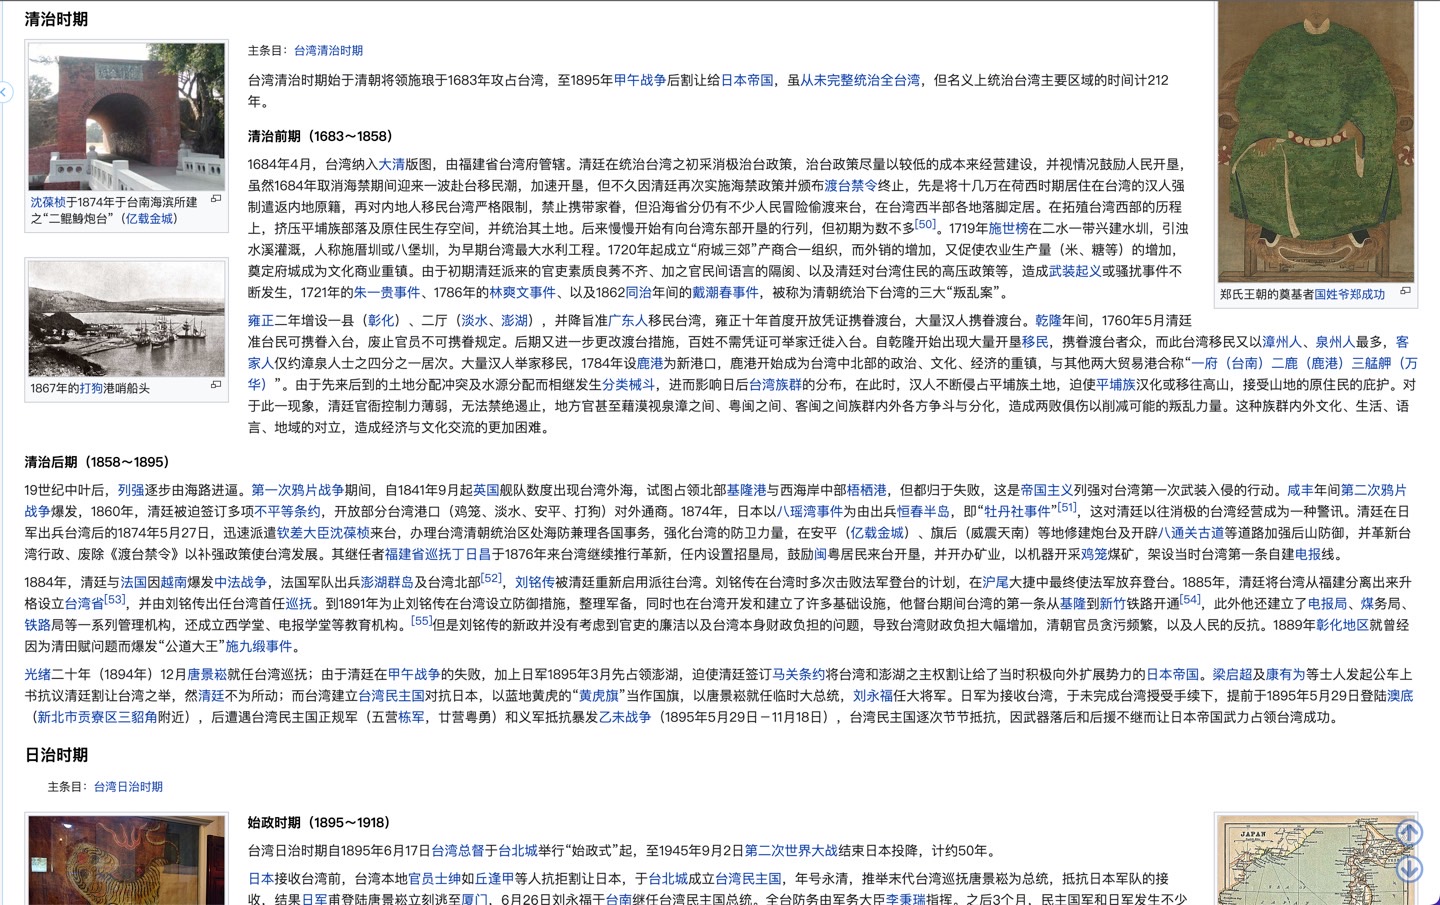 清治时期
沈葆桢于1874年于台南海滨所建
之“二鲲鯓炮台”（亿载金城）
1867年的打狗港哨船头
郑氏王朝的奠基者国姓爷郑成功
主条目：台湾清治时期
台湾清治时期始于清朝将领施琅于1683年攻占台湾，至1895年甲午战争后割让给日本帝国，虽从未完整统治全台湾，但名义上统治台湾主要区域的时间计212
年。
清治前期（1683～1858）
1684年4月，台湾纳入大清版图，由福建省台湾府管辖。清廷在统治台湾之初采消极治台政策，治台政策尽量以较低的成本来经营建设，并视情况鼓励人民开垦，
虽然1684年取消海禁期间迎来一波赴台移民潮，加速开垦，但不久因清廷再次实施海禁政策并颁布渡台禁令终止，先是将十几万在荷西时期居住在台湾的汉人强
制遣返内地原籍，再对内地人移民台湾严格限制，禁止携带家眷，但沿海省分仍有不少人民冒险偷渡来台，在台湾西半部各地落脚定居。在拓殖台湾西部的历程
上，挤压平埔族部落及原住民生存空间，并统治其土地。后来慢慢开始有向台湾东部开垦的行列，但初期为数不多[50]。1719年施世榜在二水一带兴建水圳，引浊
水溪灌溉，人称施厝圳或八堡圳，为早期台湾最大水利工程。1720年起成立“府城三郊”产商合一组织，而外销的增加，又促使农业生产量（米、糖等）的增加，
奠定府城成为文化商业重镇。由于初期清廷派来的官吏素质良莠不齐、加之官民间语言的隔阂、以及清廷对台湾住民的高压政策等，造成武装起义或骚扰事件不
断发生，1721年的朱一贵事件、1786年的林爽文事件、以及1862同治年间的戴潮春事件，被称为清朝统治下台湾的三大“叛乱案”。
雍正二年增设一县（彰化）、二厅（淡水、澎湖），并降旨准广东人移民台湾，雍正十年首度开放凭证携眷渡台，大量汉人携眷渡台。乾隆年间，1760年5月清廷
准台民可携眷入台，废止官员不可携眷规定。后期又进一步更改渡台措施，百姓不需凭证可举家迁徙入台。自乾隆开始出现大量开垦移民，携眷渡台者众，而此台湾移民又以漳州人、泉州人最多，客
家人仅约漳泉人士之四分之一居次。大量汉人举家移民，1784年设鹿港为新港口，鹿港开始成为台湾中北部的政治、文化、经济的重镇，与其他两大贸易港合称“一府（台南）二鹿（鹿港）三艋舺（万
华）”。由于先来后到的土地分配冲突及水源分配而相继发生分类械斗，进而影响日后台湾族群的分布，在此时，汉人不断侵占平埔族土地，迫使平埔族汉化或移往高山，接受山地的原住民的庇护。对
于此一现象，清廷官衙控制力薄弱，无法禁绝遏止，地方官甚至藉漠视泉漳之间、粤闽之间、客闽之间族群内外各方争斗与分化，造成两败俱伤以削减可能的叛乱力量。这种族群内外文化、生活、语
言、地域的对立，造成经济与文化交流的更加困难。
清治后期（1858～1895）
19世纪中叶后，列强逐步由海路进逼。第一次鸦片战争期间，自1841年9月起英国舰队数度出现台湾外海，试图占领北部基隆港与西海岸中部梧栖港，但都归于失败，这是帝国主义列强对台湾第一次武装入侵的行动。咸丰年间第二次鸦片
战争爆发，1860年，清廷被迫签订多项不平等条约，开放部分台湾港口（鸡笼、淡水、安平、打狗）对外通商。1874年，日本以八瑶湾事件为由出兵恒春半岛，即“牡丹社事件”[51]，这对清廷以往消极的台湾经营成为一种警讯。清廷在日
军出兵台湾后的1874年5月27日，迅速派遣钦差大臣沈葆桢来台，办理台湾清朝统治区处海防兼理各国事务，强化台湾的防卫力量，在安平（亿载金城）、旗后（威震天南）等地修建炮台及开辟八通关古道等道路加强后山防御，并革新台
湾行政、废除《渡台禁令》以补强政策使台湾发展。其继任者福建省巡抚丁日昌于1876年来台湾继续推行革新，任内设置招垦局，鼓励闽粤居民来台开垦，并开办矿业，以机器开采鸡笼煤矿，架设当时台湾第一条自建电报线。
1884年，清廷与法国因越南爆发中法战争，法国军队出兵澎湖群岛及台湾北部[52]，刘铭传被清廷重新启用派往台湾。刘铭传在台湾时多次击败法军登台的计划，在沪尾大捷中最终使法军放弃登台。1885年，清廷将台湾从福建分离出来升
格设立台湾省[53]，并由刘铭传出任台湾首任巡抚。到1891年为止刘铭传在台湾设立防御措施，整理军备，同时也在台湾开发和建立了许多基础设施，他督台期间台湾的第一条从基隆到新竹铁路开通[54]，此外他还建立了电报局、煤务局、
铁路局等一系列管理机构，还成立西学堂、电报学堂等教育机构。[55]但是刘铭传的新政并没有考虑到官吏的廉洁以及台湾本身财政负担的问题，导致台湾财政负担大幅增加，清朝官员贪污频繁，以及人民的反抗。1889年彰化地区就曾经
因为清田赋问题而爆发“公道大王”施九缎事件。
光绪二十年（1894年）12月唐景崧就任台湾巡抚；由于清廷在甲午战争的失败，加上日军1895年3月先占领澎湖，迫使清廷签订马关条约将台湾和澎湖之主权割让给了当时积极向外扩展势力的日本帝国。梁启超及康有为等士人发起公车上
书抗议清廷割让台湾之举，然清廷不为所动；而台湾建立台湾民主国对抗日本，以蓝地黄虎的“黄虎旗”当作国旗，以唐景崧就任临时大总统，刘永福任大将军。日军为接收台湾，于未完成台湾授受手续下，提前于1895年5月29日登陆澳底
（新北市贡寮区三貂角附近），后遭遇台湾民主国正规军（五营栋军，廿营粤勇）和义军抵抗暴发乙未战争（1895年5月29日－11月18日），台湾民主国逐次节节抵抗，因武器落后和后援不继而让日本帝国武力占领台湾成功。
日治时期
主条目：台湾日治时期
始政时期（1895～1918）
台湾日治时期自1895年6月17日台湾总督于台北城举行“始政式”起，至1945年9月2日第二次世界大战结束日本投降，计约50年。
日本接收台湾前，台湾本地官员士绅如丘逢甲等人抗拒割让日本，于台北城成立台湾民主国，年号永清，推举末代台湾巡抚唐景崧为总统，抵抗日本军队的接
收，结果日军甫登陆唐景崧立刻逃至厦门，6月26日刘永福于台南继任台湾民主国总统。全台防务由军务大臣李秉瑞指挥。之后3个月，民主国军和日军发生不少
JAPAN